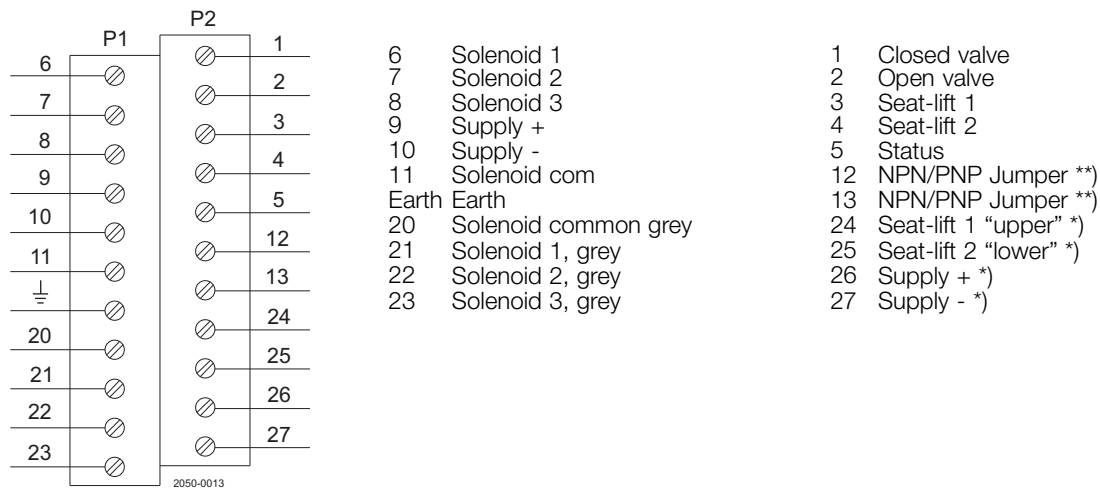 P1
P2
6
7
8
9
10
11
20
21
22
23
1
2
3
4
5
12
13
24
25
26
27
2050-0013
6 Solenoid 1
7 Solenoid 2
8 Solenoid 3
9 Supply +
10 Supply -
11 Solenoid com
Earth Earth
20 Solenoid common grey
21 Solenoid 1, grey
22 Solenoid 2, grey
23 Solenoid 3, grey
1 Closed valve
2 Open valve
3 Seat-lift 1
4 Seat-lift 2
5 Status
12 NPN/PNP Jumper **)
13 NPN/PNP Jumper **)
24 Seat-lift 1 “upper” *)
25 Seat-lift 2 “lower” *)
26 Supply + *)
27 Supply - *)